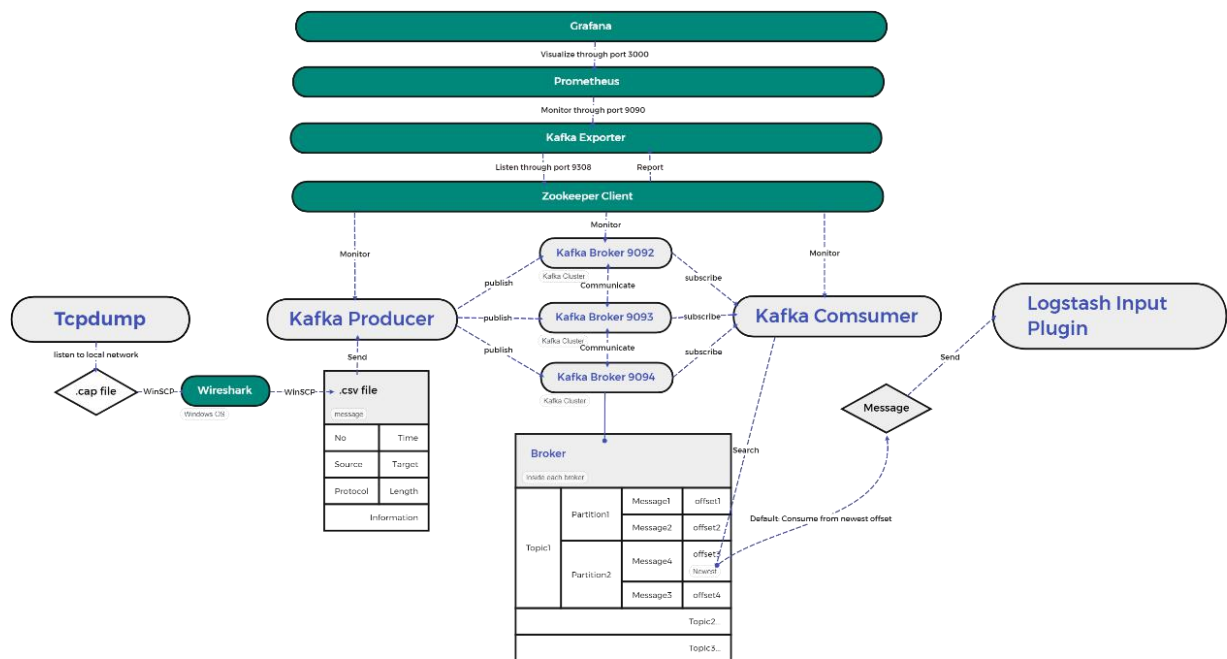 Grafana
Visualize through port 3000
Prometheus
Monitor through port 9090
Kafka Exporter
Listen through port 9308
Report
Zookeeper Client
Monitor
Monitor
Monitor
Kafka Broker 9092
Kafka Cluster
publish
subscribe
Communicate
Tcpdump
Kafka Producer
publish
Kafka Broker 9093
Kafka Cluster
subscribe
Kafka Comsumer
Logstash Input
Plugin
listen to local network
Send
publish
Communicate
subscribe
Send
Kafka Broker 9094
Kafka Cluster
.cap file
WinSCP
Wireshark
Windows OS
WInSCP
.csv file
message
Message
No
Time
Source
Target
Protocol
Length
Information
Broker
Inside each broker
Search
Topic1
Partition1
Message1
offset1
Message2
offset2
Default: Consume from newest offset
Partition2
Message4
offset3
Newest
Message3
offset4
Topic2...
Topic3...